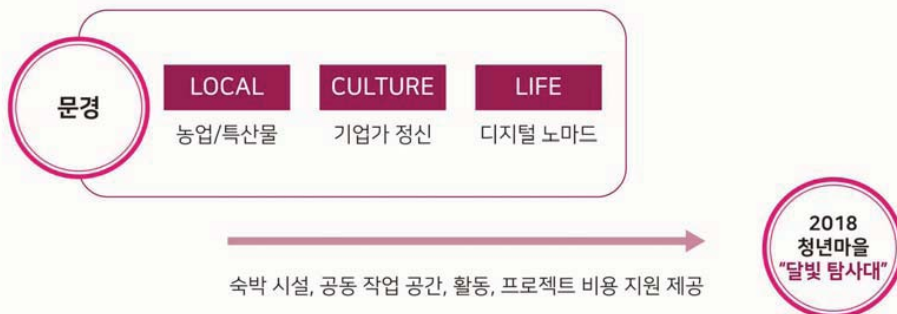 문경
LOCAL
농업/특산물
CULTURE
기업가 정신
LIFE
디지털 노마드
숙박 시설, 공동 작업 공간, 활동, 프로젝트 비용 지원 제공
2018
청년마을
"달빛 탐사대"